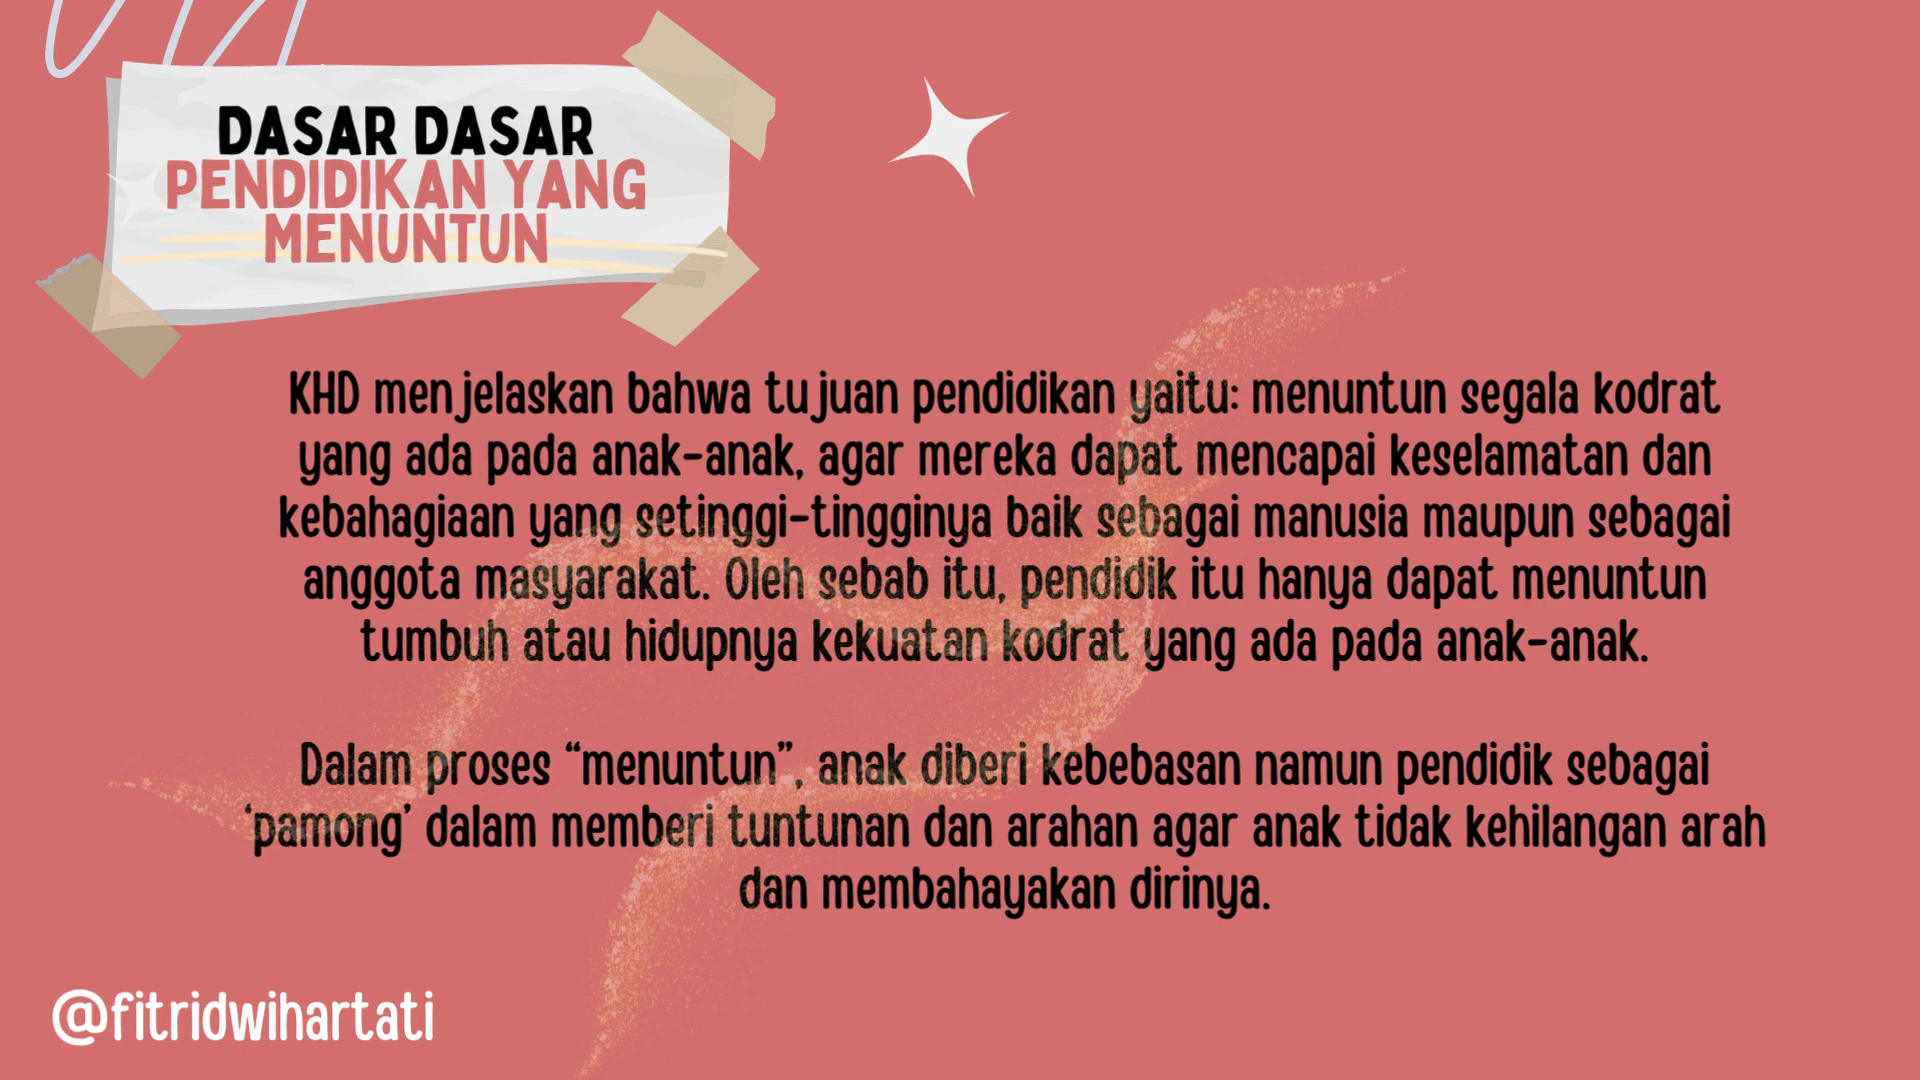 DASAR DASAR
PENDIDIKAN YANG
MENUNTUN
KHD menjelaskan bahwa tujuan pendidikan yaitu: menuntun segala kodrat
yang ada pada anak-anak, agar mereka dapat mencapai keselamatan dan
kebahagiaan yang setinggi-tingginya baik sebagai manusia maupun sebagai
anggota masyarakat. Oleh sebab itu, pendidik itu hanya dapat menuntun
tumbuh atau hidupnya kekuatan kodrat yang ada pada anak-anak.
Dalam proses “menuntun”, anak diberi kebebasan namun pendidik sebagai
‘pamong’ dalam memberi tuntunan dan arahan agar anak tidak kehilangan arah
dan membahayakan dirinya.
@fitridwihartati